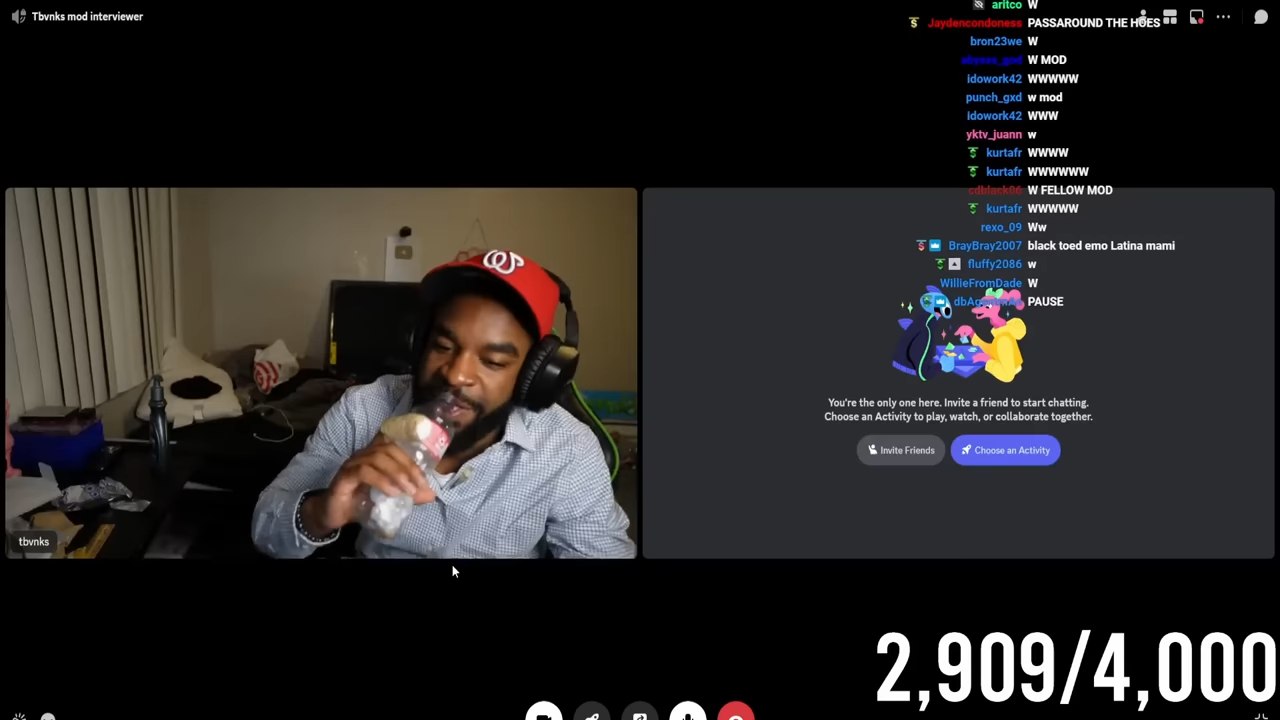 Tbvnks mod interviewer
aritco W
Jaydencondoness PASSAROUND THE HOES
bron23we W
W MOD
idowork42 WWWWW
punch_gxd w mod
idowork42 WWW
yktv_juann w
kurtafr WWWW
kurtafr WWWWWW
cdblack06 W FELLOW MOD
kurtafr WWWWW
rexo_09 Ww
BrayBray2007 black toed emo Latina mami
fluffy2086 w
WillieFromDade W
PAUSE
You're the only one here. Invite a friend to start chatting.
Choose an Activity to play, watch, or collaborate together.
Invite Friends
Choose an Activity
tbvnks
2,909/4,000